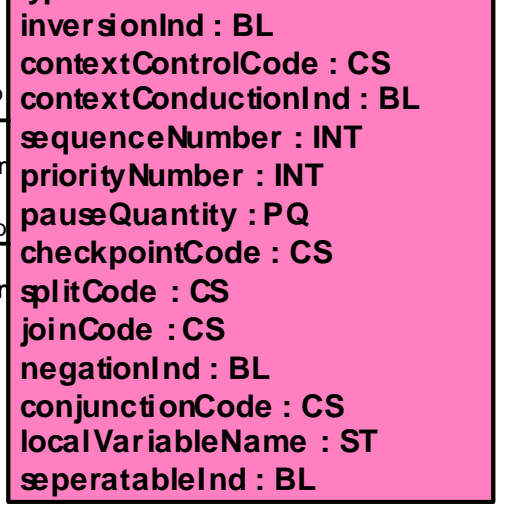 inversionInd : BL
contextControlCode : CS
contextConductionInd : BL
sequenceNumber : INT
priorityNumber : INT
pauseQuantity : PQ
checkpointCode : CS
splitCode : CS
joinCode : CS
negationInd : BL
conjunctionCode : CS
localVariableName : ST
seperatableInd : BL